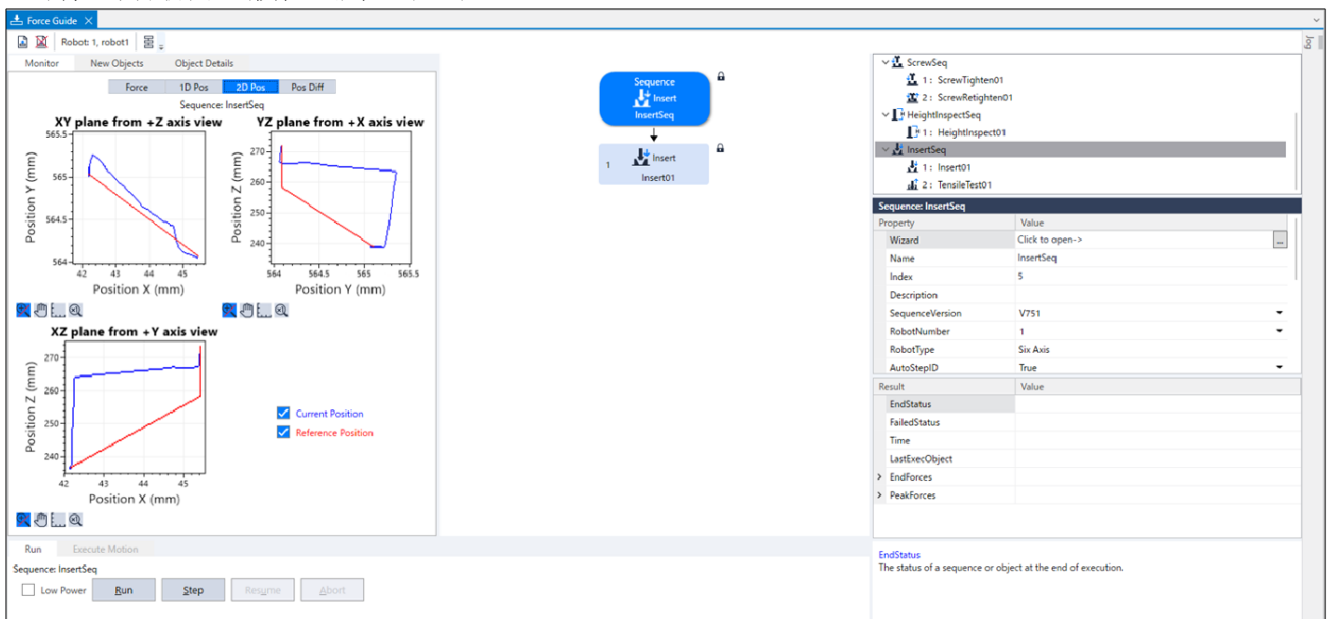 Force Guide
Robot: 1, robot1
Jog
Monitor New Objects Object Details
Force 1D Pos 2D Pos Pos Diff
Sequence: InsertSeq
XY plane from +Z axis view
565.5
565
564.5
564
Position Y (mm)
42 43 44 45
Position X (mm)
YZ plane from +X axis view
270
260
250
240
Position Z (mm)
564 564.5 565 565.5
Position Y (mm)
XZ plane from +Y axis view
270
260
250
240
Position Z (mm)
42 43 44 45
Position X (mm)
Current Position
Reference Position
Run Execute Motion
Sequence: InsertSeq
Low Power Run Step Resume Abort
Sequence
Insert
InsertSeq
1 Insert
Insert01
ScrewSeq
1 : ScrewTighten01
2 : ScrewRetighten01
HeightInspectSeq
1 : HeightInspect01
InsertSeq
1 : Insert01
2 : TensileTest01
Sequence: InsertSeq
Property Value
Wizard Click to open-> ...
Name InsertSeq
Index 5
Description
SequenceVersion V751
RobotNumber 1
RobotType Six Axis
AutoStepID True
Result Value
EndStatus
FailedStatus
Time
LastExecObject
EndForces
PeakForces
EndStatus
The status of a sequence or object at the end of execution.